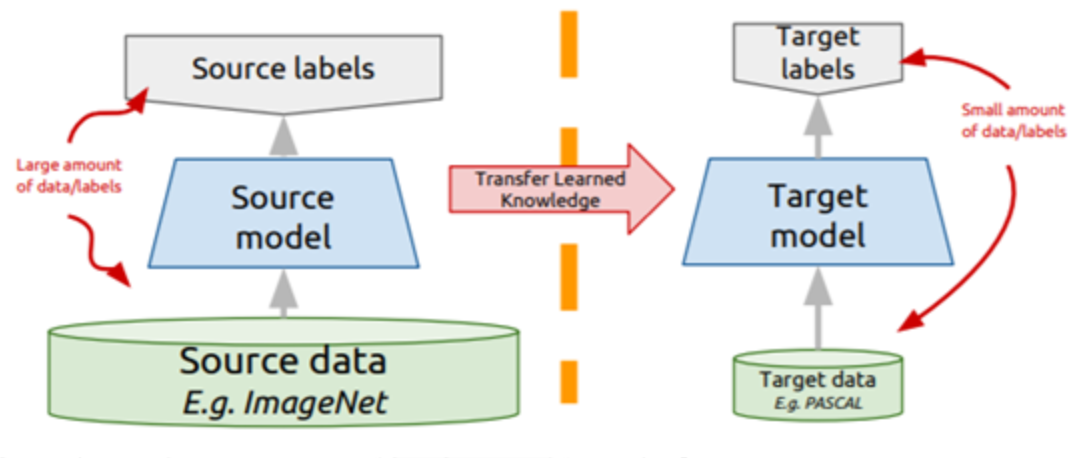 Source labels
Large amount
of data/labels
Source
model
Source data
E.g. ImageNet
Transfer Learned
Knowledge
Target
labels
Small amount
of data/labels
Target
model
Target data
E.g. PASCAL